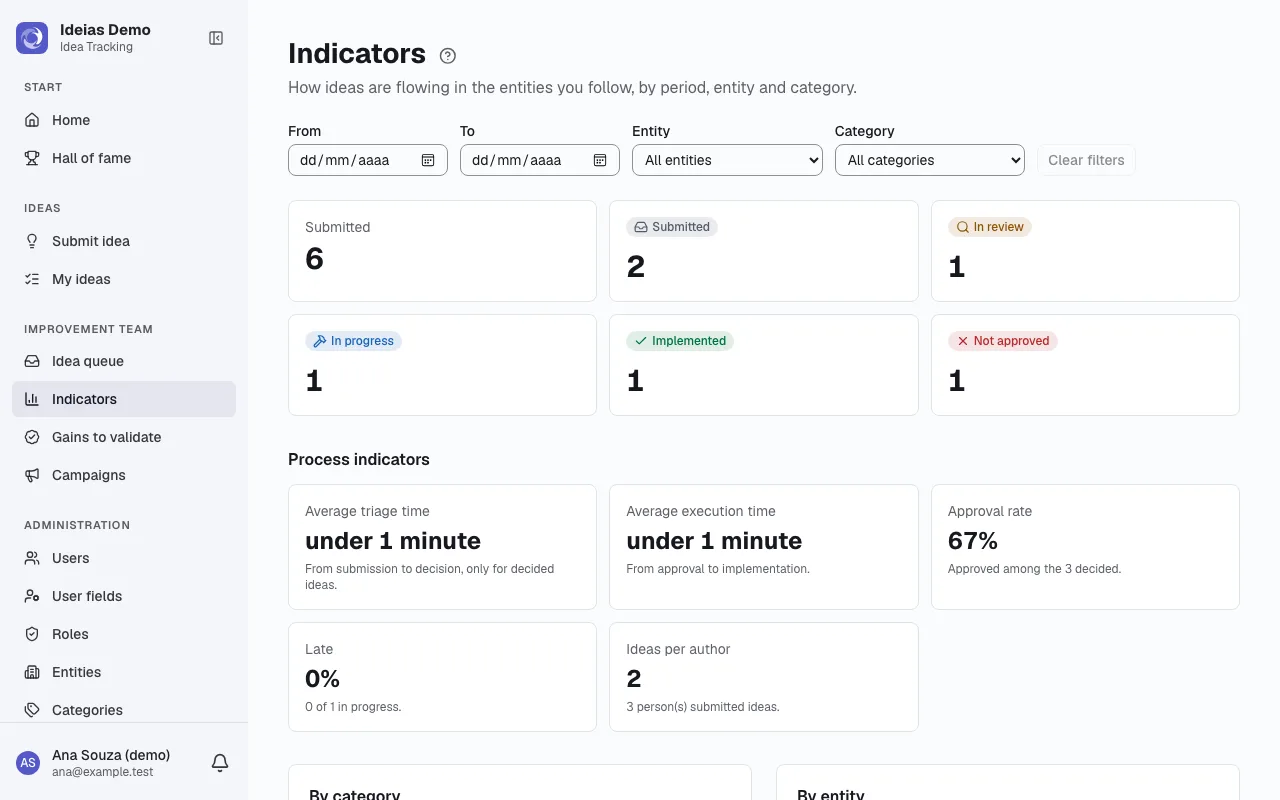 Ideias Demo
Idea Tracking
START
Home
Hall of fame
IDEAS
Submit idea
My ideas
IMPROVEMENT TEAM
Idea queue
Indicators
Gains to validate
Campaigns
ADMINISTRATION
Users
User fields
Roles
Entities
Categories
AS
Ana Souza (demo)
ana@example.test
Indicators
How ideas are flowing in the entities you follow, by period, entity and category.
From
To
Entity
Category
dd/mm/aaaa
dd/mm/aaaa
All entities
All categories
Clear filters
Submitted
6
Submitted
2
In review
1
In progress
1
Implemented
1
Not approved
1
Process indicators
Average triage time
under 1 minute
From submission to decision, only for decided
ideas.
Average execution time
under 1 minute
From approval to implementation.
Approval rate
67%
Approved among the 3 decided.
Late
0%
0 of 1 in progress.
Ideas per author
2
3 person(s) submitted ideas.
By category
By entity